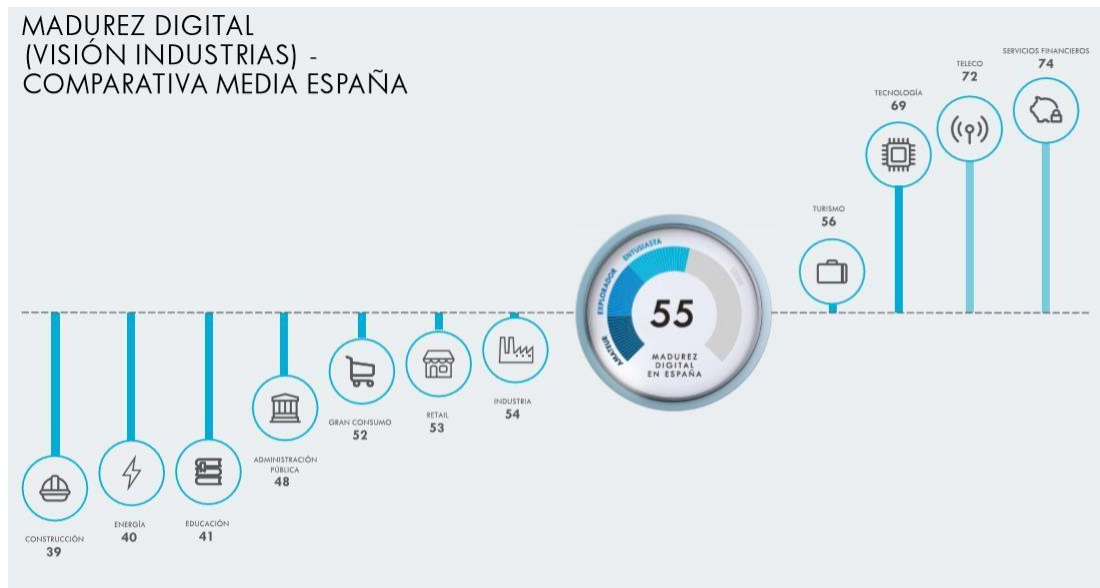 MADUREZ DIGITAL
(VISIÓN INDUSTRIAS) -
COMPARATIVA MEDIA ESPAÑA
CONSTRUCCIÓN
39
ENERGÍA
40
EDUCACIÓN
41
ADMINISTRACIÓN
PÚBLICA
48
GRAN CONSUMO
52
RETAIL
53
INDUSTRIA
54
AMATEUR
EXPLORADOR
ENTUSIASTA
55
MADUREZ
DIGITAL
EN ESPAÑA
TURISMO
56
TECNOLOGÍA
69
TELECO
72
SERVICIOS FINANCIEROS
74